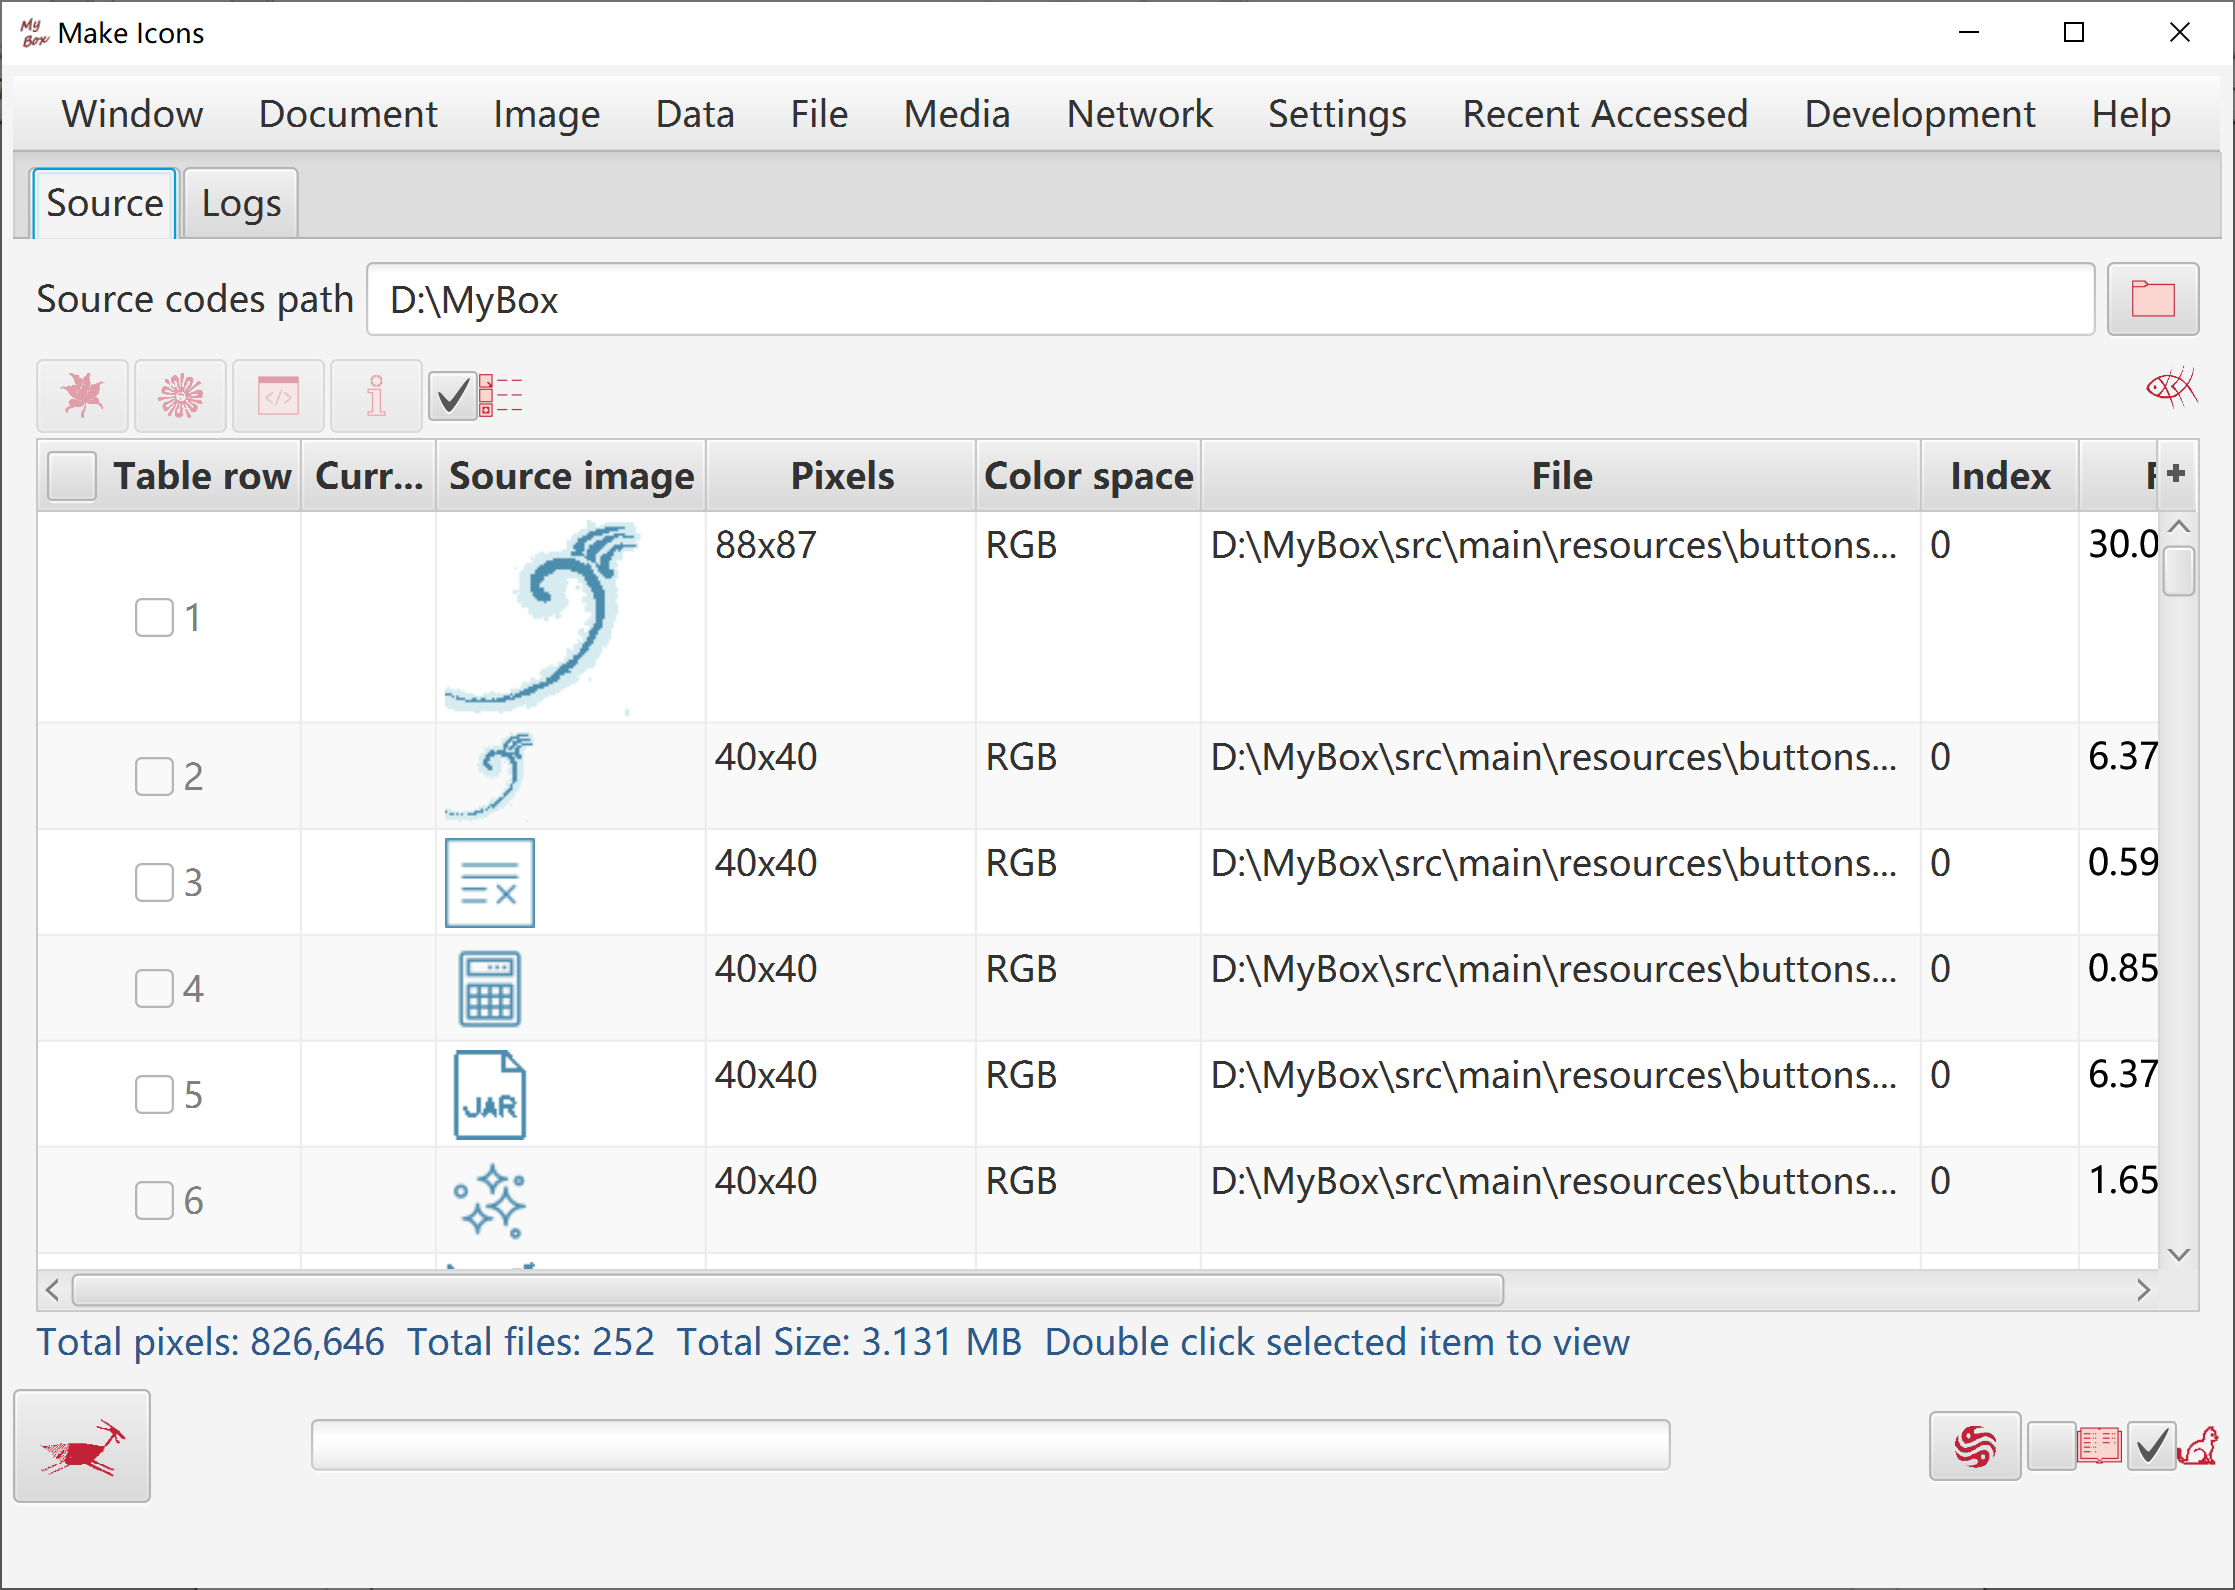 My Box Make Icons
Window Document Image Data File Media Network Settings Recent Accessed Development Help
Source Logs
Source codes path D:\MyBox
Table row Curr... Source image Pixels Color space File Index
1 88x87 RGB D:\MyBox\src\main\resources\buttons... 0 30.0
2 40x40 RGB D:\MyBox\src\main\resources\buttons... 0 6.37
3 40x40 RGB D:\MyBox\src\main\resources\buttons... 0 0.59
4 40x40 RGB D:\MyBox\src\main\resources\buttons... 0 0.85
5 JAR 40x40 RGB D:\MyBox\src\main\resources\buttons... 0 6.37
6 40x40 RGB D:\MyBox\src\main\resources\buttons... 0 1.65
Total pixels: 826,646 Total files: 252 Total Size: 3.131 MB Double click selected item to view